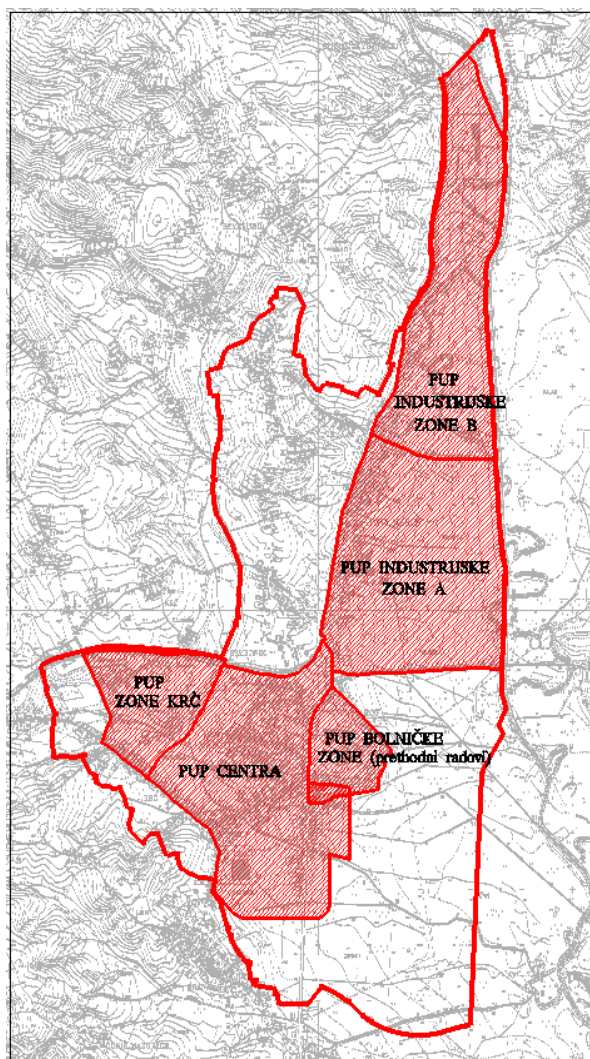 PUP
INDUSTRIJSKE
ZONE B
PUP INDUSTRIJSKE
ZONE A
PUP
ZONE KRČ
PUP BOLNIČKE
ZONE (prethodni radovi)
PUP CENTRA